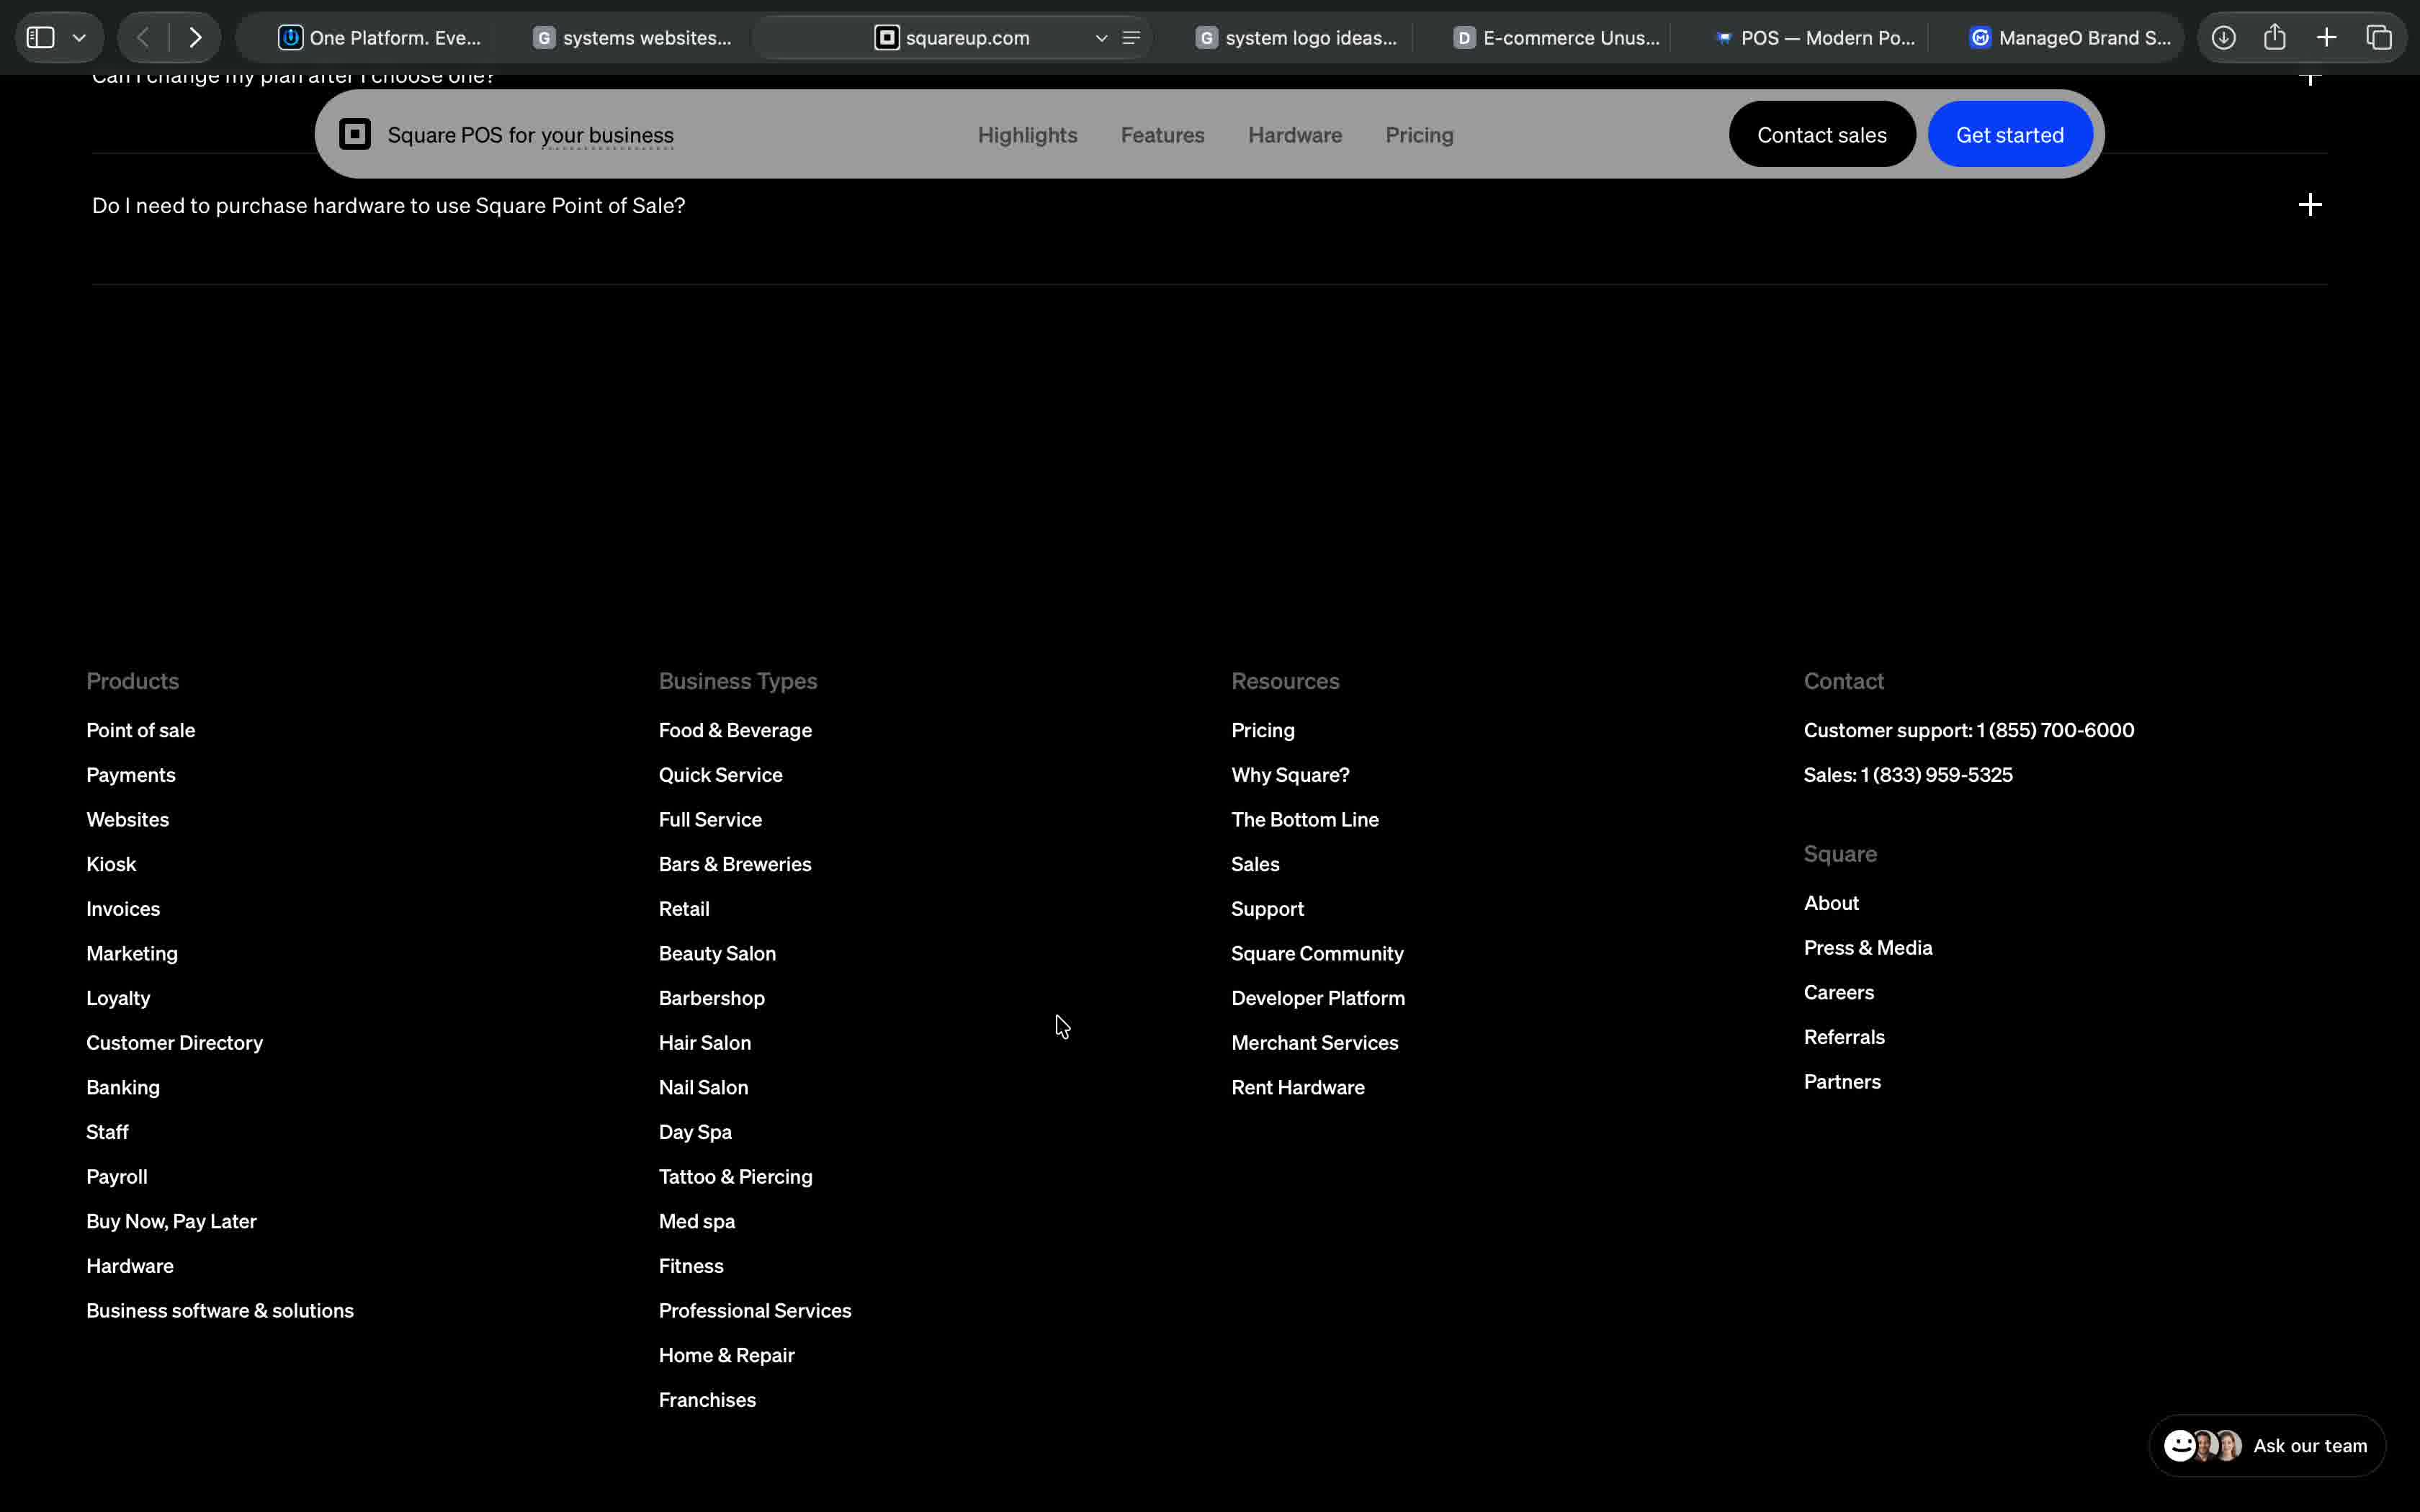 One Platform. Eve...
G systems websites...
squareup.com
G system logo ideas...
D E-commerce Unus...
POS — Modern Po...
ManageO Brand S...
Can I change my plan after I choose one?
Square POS for your business
Highlights
Features
Hardware
Pricing
Contact sales
Get started
Do I need to purchase hardware to use Square Point of Sale?
Products
Point of sale
Payments
Websites
Kiosk
Invoices
Marketing
Loyalty
Customer Directory
Banking
Staff
Payroll
Buy Now, Pay Later
Hardware
Business software & solutions
Business Types
Food & Beverage
Quick Service
Full Service
Bars & Breweries
Retail
Beauty Salon
Barbershop
Hair Salon
Nail Salon
Day Spa
Tattoo & Piercing
Med spa
Fitness
Professional Services
Home & Repair
Franchises
Resources
Pricing
Why Square?
The Bottom Line
Sales
Support
Square Community
Developer Platform
Merchant Services
Rent Hardware
Contact
Customer support: 1 (855) 700-6000
Sales: 1 (833) 959-5325
Square
About
Press & Media
Careers
Referrals
Partners
Ask our team